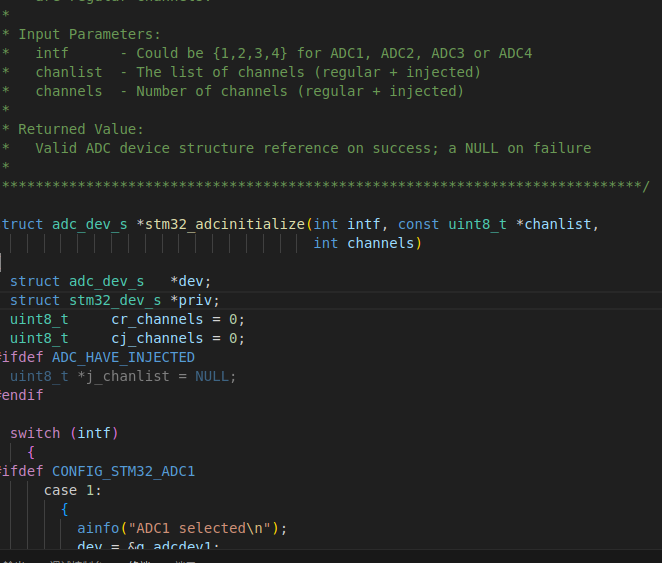 *
* Input Parameters:
*   intf      - Could be {1,2,3,4} for ADC1, ADC2, ADC3 or ADC4
*   chanlist  - The list of channels (regular + injected)
*   channels  - Number of channels (regular + injected)
*
* Returned Value:
*   Valid ADC device structure reference on success; a NULL on failure
*
****************************************************************************/
truct adc_dev_s *stm32_adcinitialize(int intf, const uint8_t *chanlist,
int channels)
struct adc_dev_s   *dev;
struct stm32_dev_s *priv;
uint8_t     cr_channels = 0;
uint8_t     cj_channels = 0;
#ifdef ADC_HAVE_INJECTED
uint8_t *j_chanlist = NULL;
#endif
switch (intf)
{
#ifdef CONFIG_STM32_ADC1
case 1:
{
ainfo("ADC1 selected\n");
dev = &g_adcdev1;